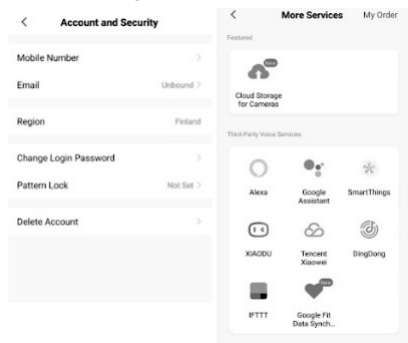 Account and Security
Mobile Number
Email Unbound
Region Finland
Change Login Password
Pattern Lock Not Set
Delete Account
More Services My Order
Featured
New
Cloud Storage
for Cameras
Third-Party Voice Services
Alexa
Google
Assistant
SmartThings
XIAODU
Tencent
Xiaowei
DingDong
IFTTT
New
Google Fit
Data Synch...